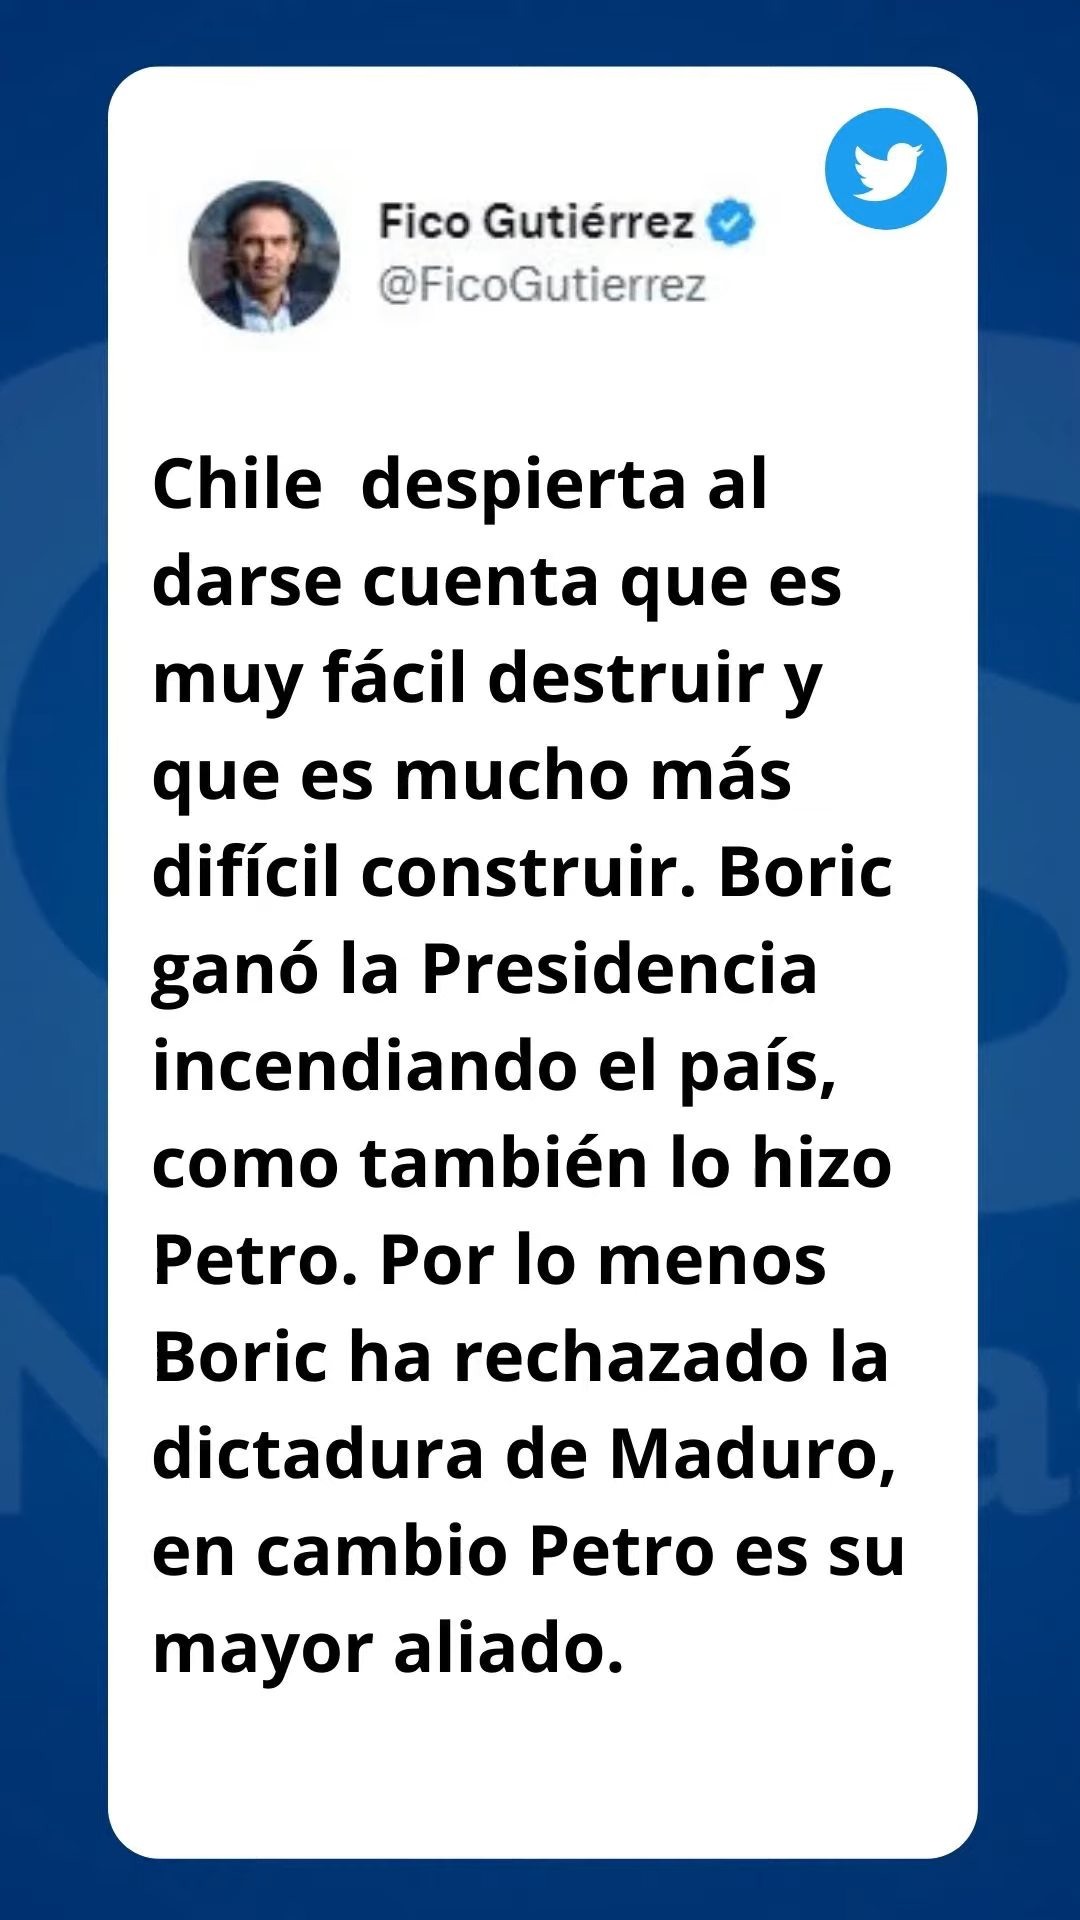 Fico Gutiérrez
@FicoGutierrez
Chile  despierta al
darse cuenta que es
muy fácil destruir y
que es mucho más
difícil construir. Boric
ganó la Presidencia
incendiando el país,
como también lo hizo
Petro. Por lo menos
Boric ha rechazado la
dictadura de Maduro,
en cambio Petro es su
mayor aliado.